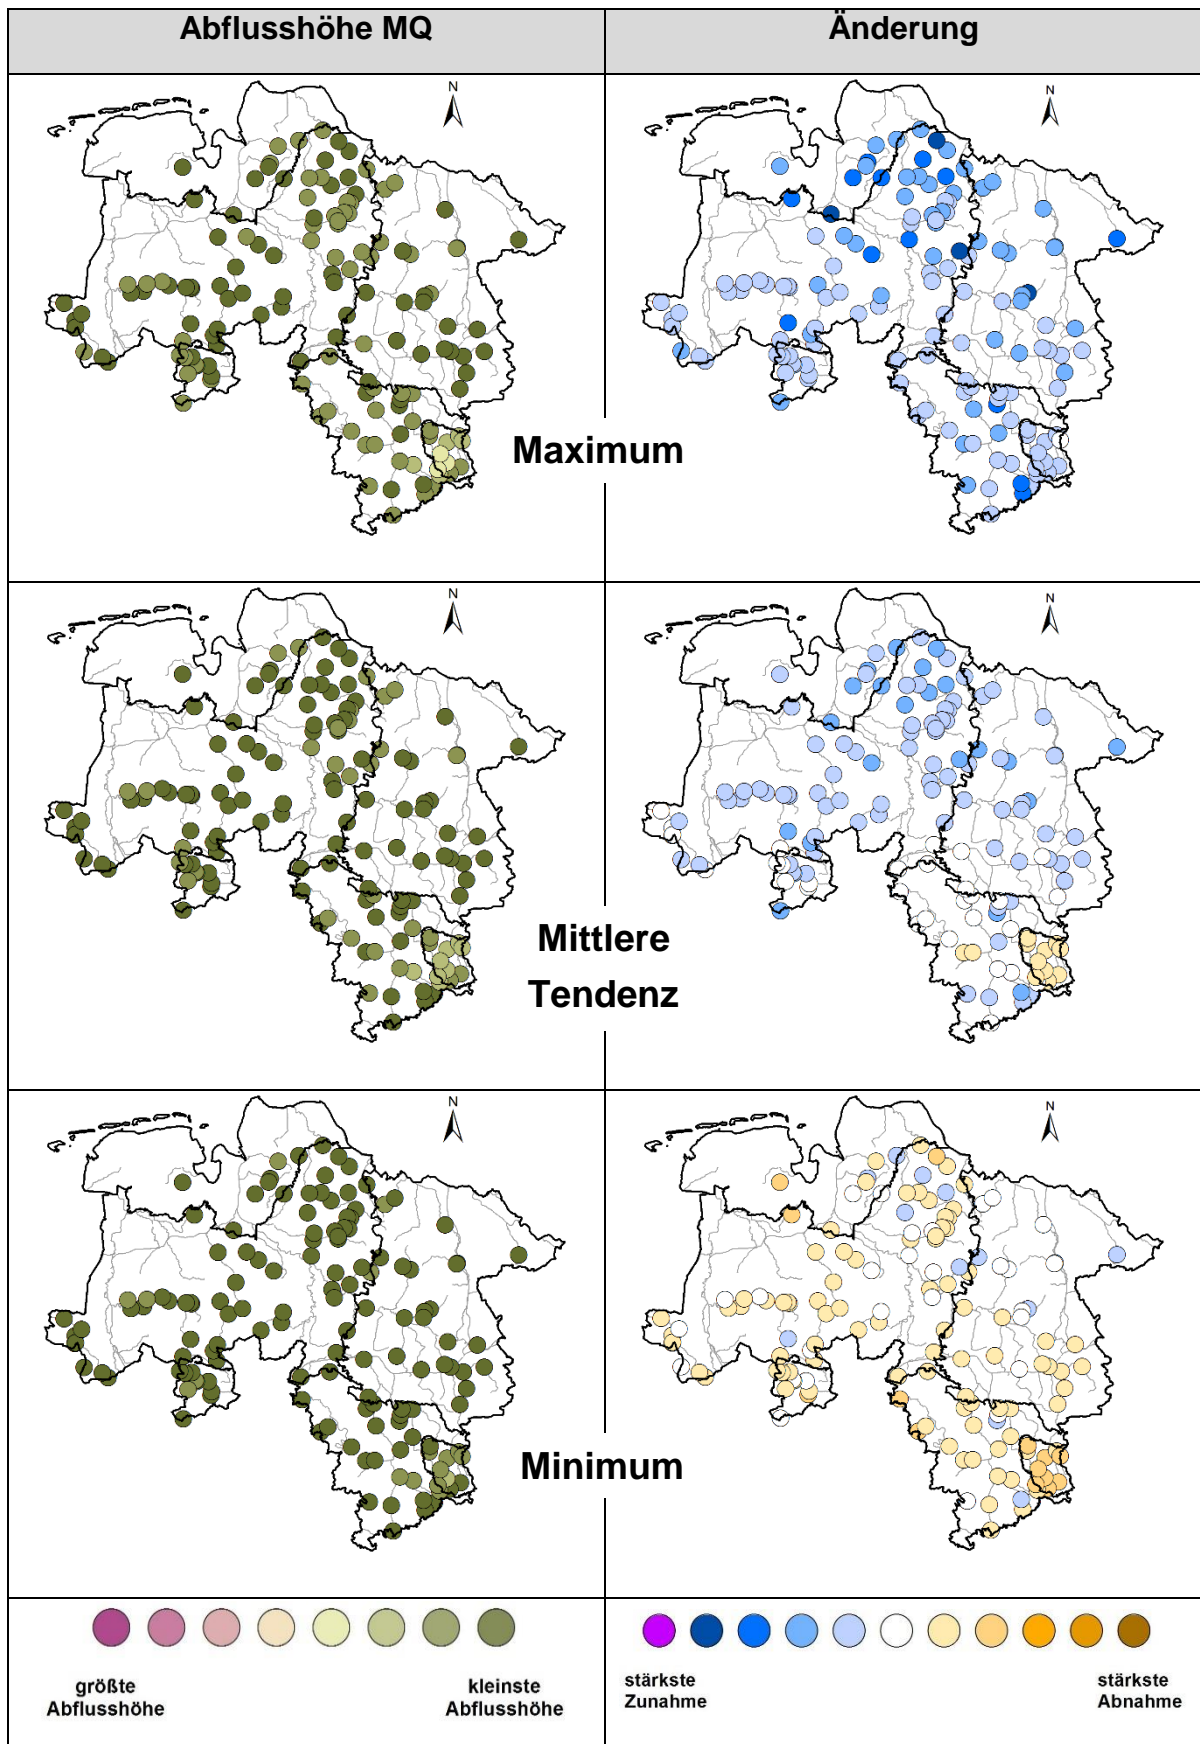 Abflusshöhe MQ
Änderung
N
N
Maximum
N
N
Mittlere
Tendenz
N
N
Minimum
größte
Abflusshöhe
kleinste
Abflusshöhe
stärkste
Zunahme
stärkste
Abnahme